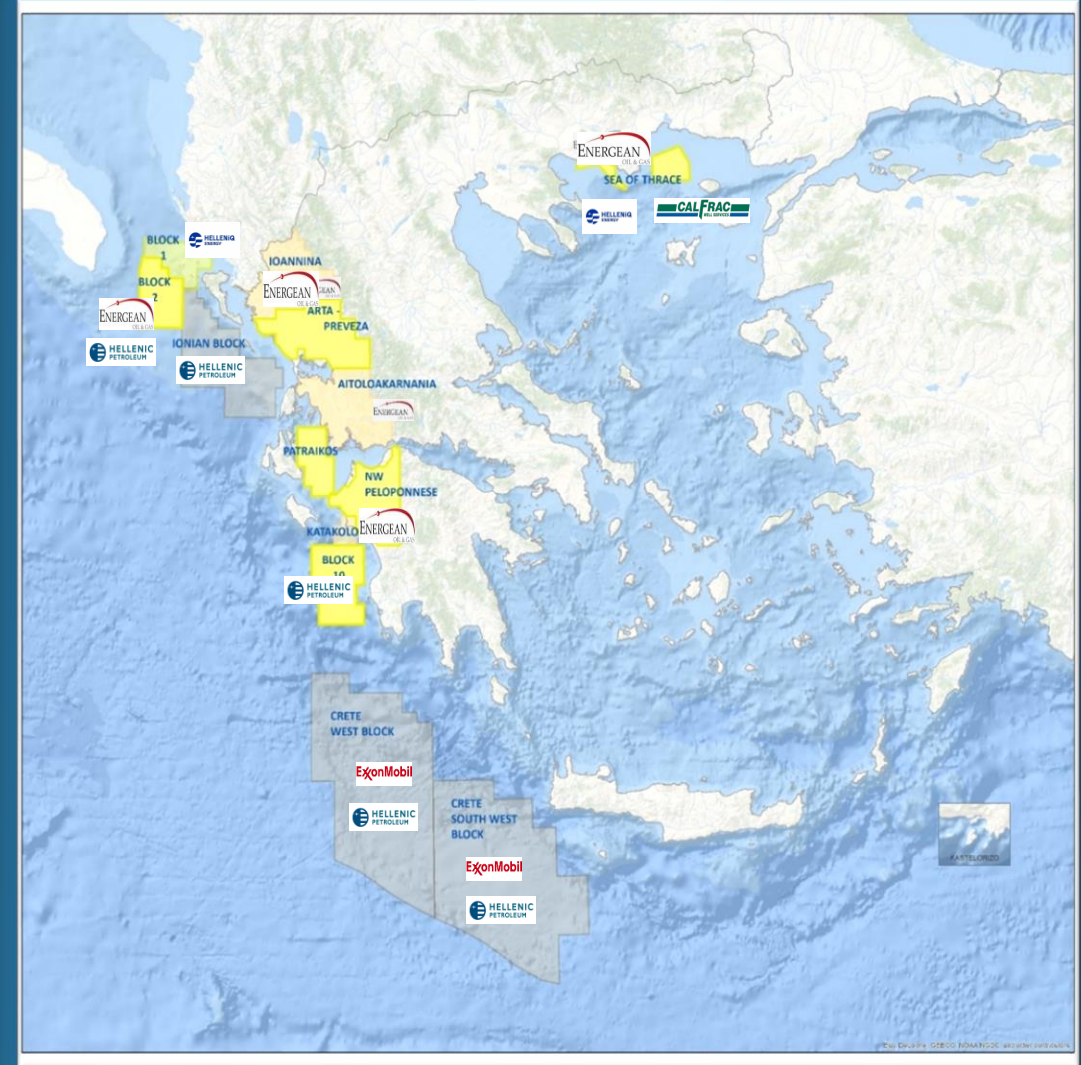 ENERGEAN
OIL & GAS
SEA OF THRACE
HELLENiQ
ENERGY
CALFRAC
WELL SERVICES
BLOCK
1
HELLENiQ
ENERGY
BLOCK
2
IOANNINA
ENERGEAN
OIL & GAS
ARTA -
PREVEZA
ENERGEAN
OIL & GAS
HELLENIC
PETROLEUM
IONIAN BLOCK
HELLENIC
PETROLEUM
AITOLOAKARNANIA
ENERGEAN
PATRAIKOS
NW
PELOPONNESE
KATAKOLO
ENERGEAN
OIL & GAS
BLOCK
10
HELLENIC
PETROLEUM
CRETE
WEST BLOCK
ExxonMobil
HELLENIC
PETROLEUM
CRETE
SOUTH WEST
BLOCK
ExxonMobil
HELLENIC
PETROLEUM
KASTELORIZO